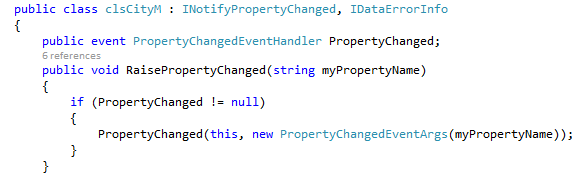 public class clsCityM : INotifyPropertyChanged, IDataErrorInfo
{
public event PropertyChangedEventHandler PropertyChanged;
6 references
public void RaisePropertyChanged(string myPropertyName)
{
if (PropertyChanged != null)
{
PropertyChanged(this, new PropertyChangedEventArgs(myPropertyName));
}
}